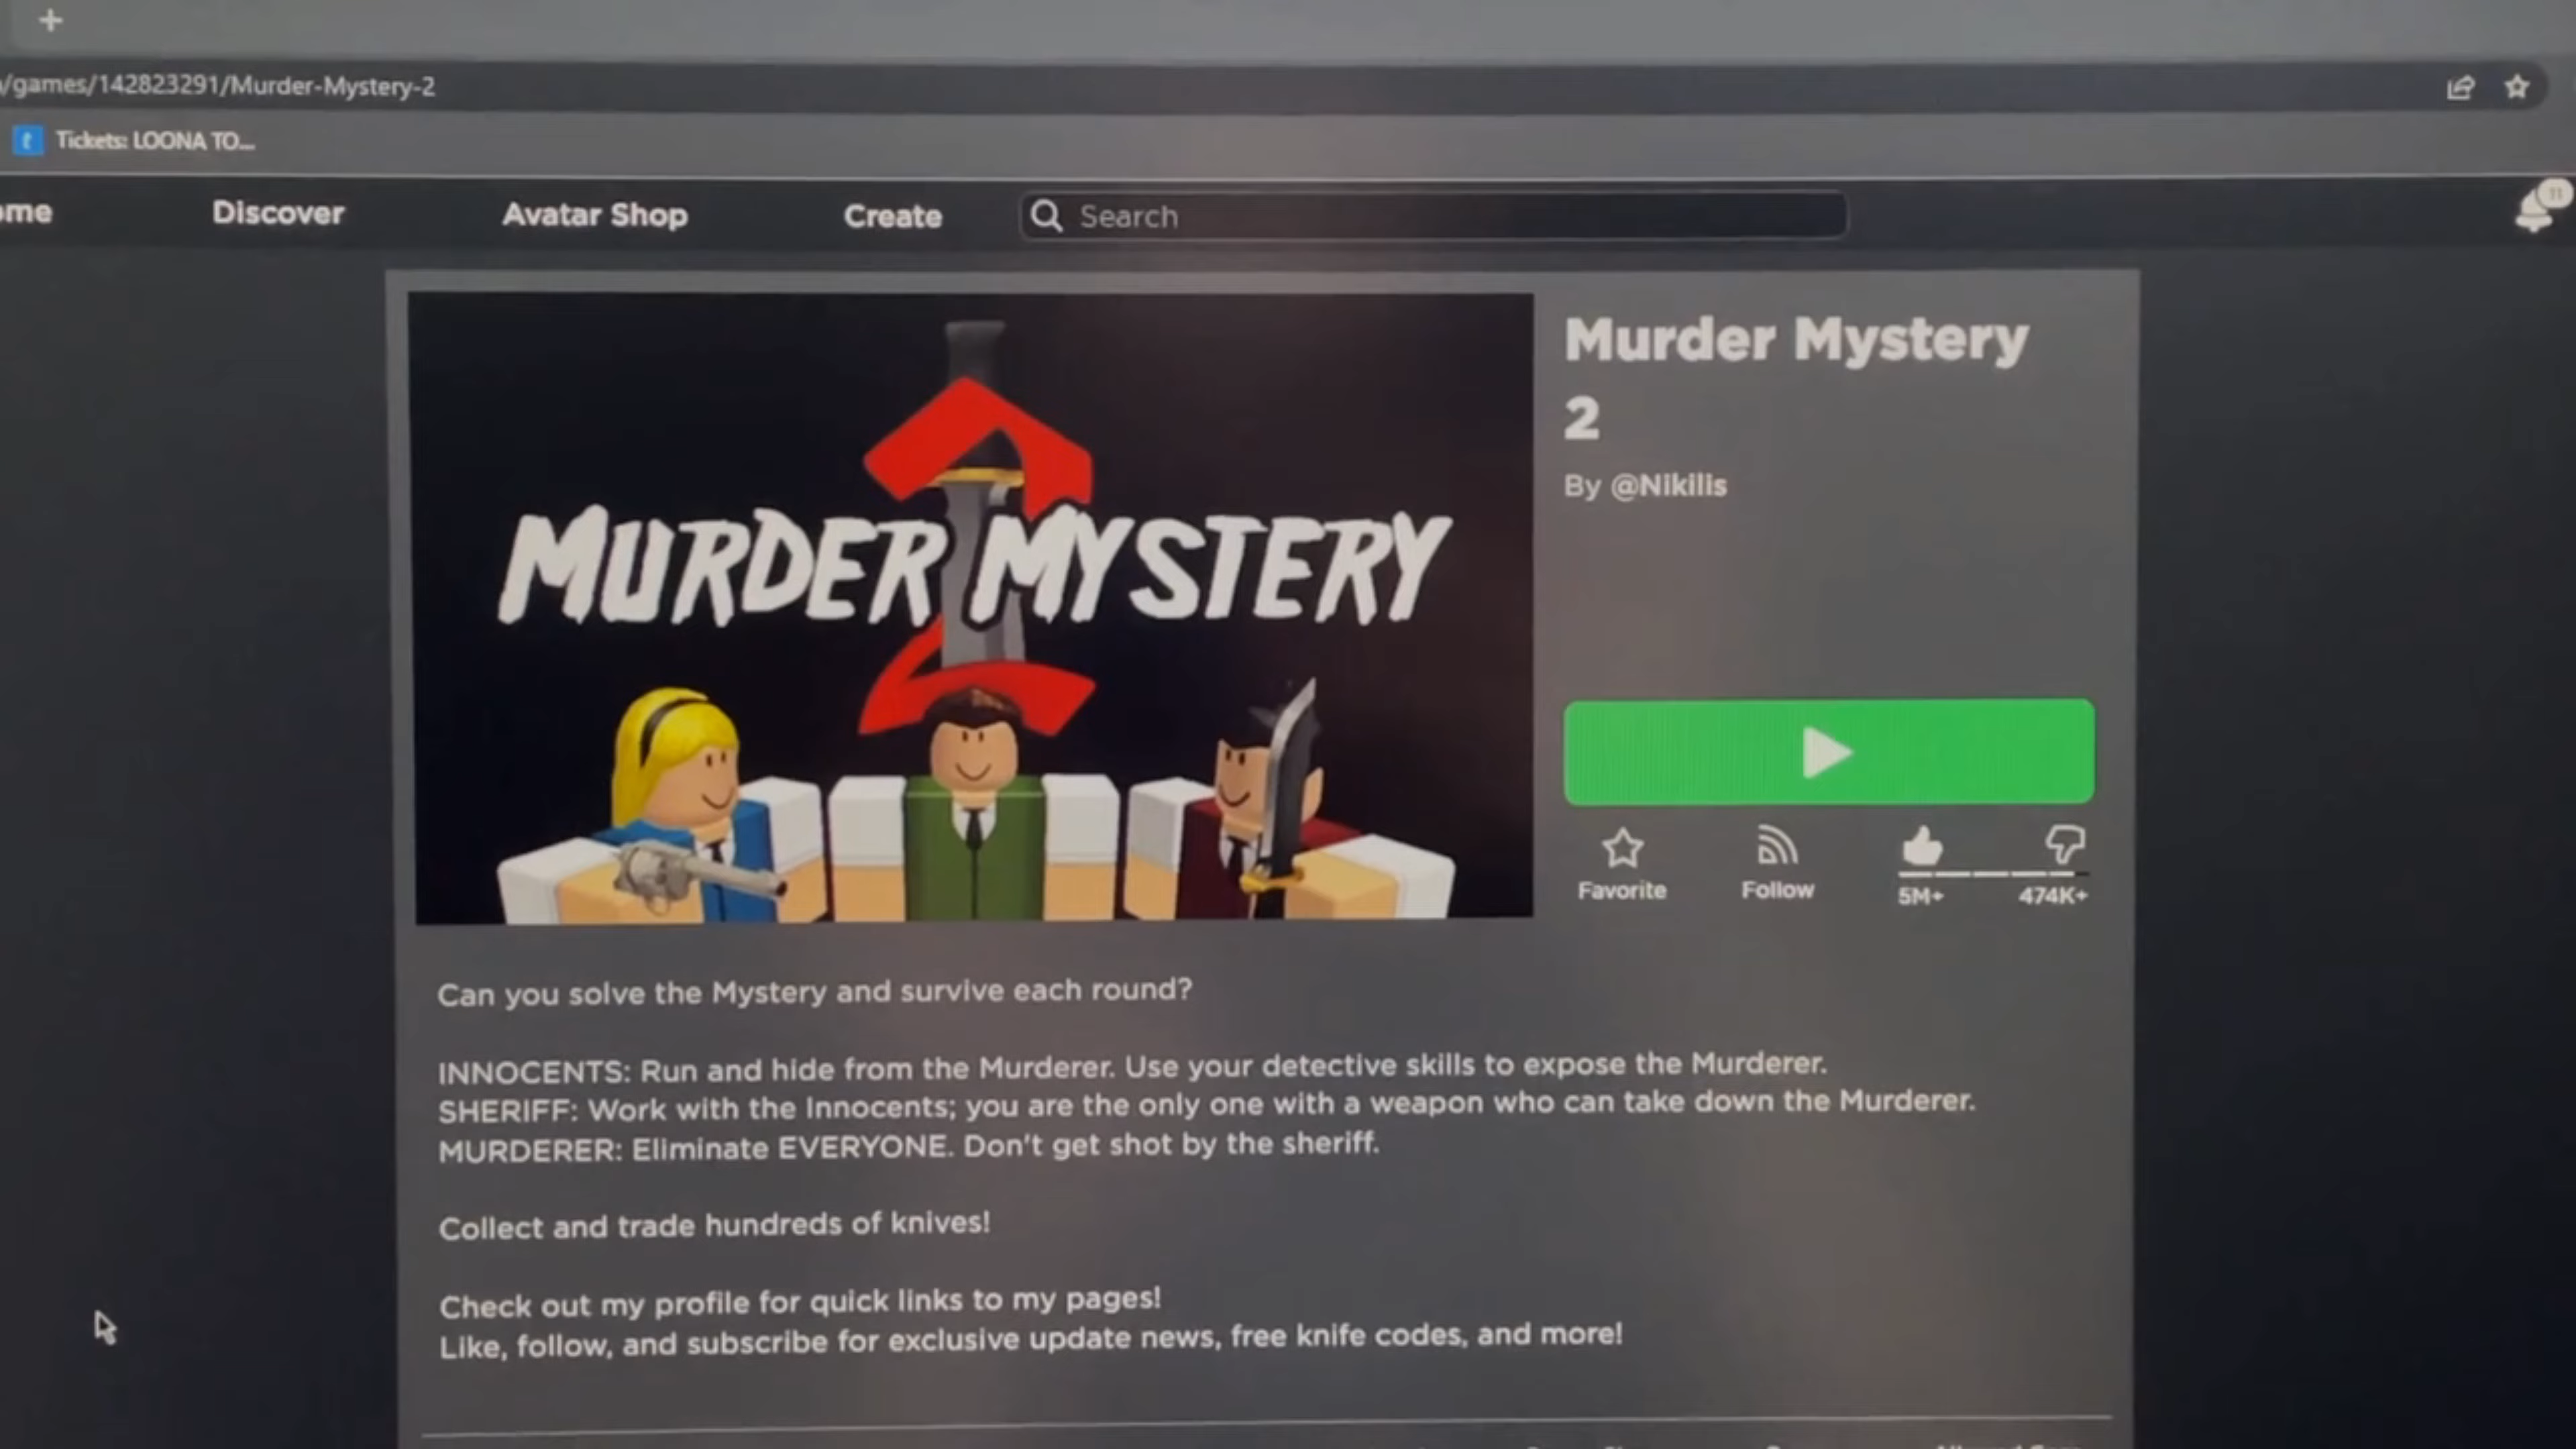 /games/142823291/Murder-Mystery-2
t Tickets: LOONA TO...
ome Discover Avatar Shop Create Search 11
MURDER MYSTERY
2
Murder Mystery
2
By @Nikilis
Favorite Follow 5M+ 474K+
Can you solve the Mystery and survive each round?
INNOCENTS: Run and hide from the Murderer. Use your detective skills to expose the Murderer.
SHERIFF: Work with the Innocents; you are the only one with a weapon who can take down the Murderer.
MURDERER: Eliminate EVERYONE. Don't get shot by the sheriff.
Collect and trade hundreds of knives!
Check out my profile for quick links to my pages!
Like, follow, and subscribe for exclusive update news, free knife codes, and more!